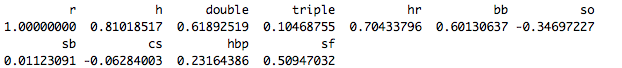 r h double triple hr bb so
1.00000000 0.81018517 0.61892519 0.10468755 0.70433796 0.60130637 -0.34697227
sb cs hbp sf
0.01123091 -0.06284003 0.23164386 0.50947032